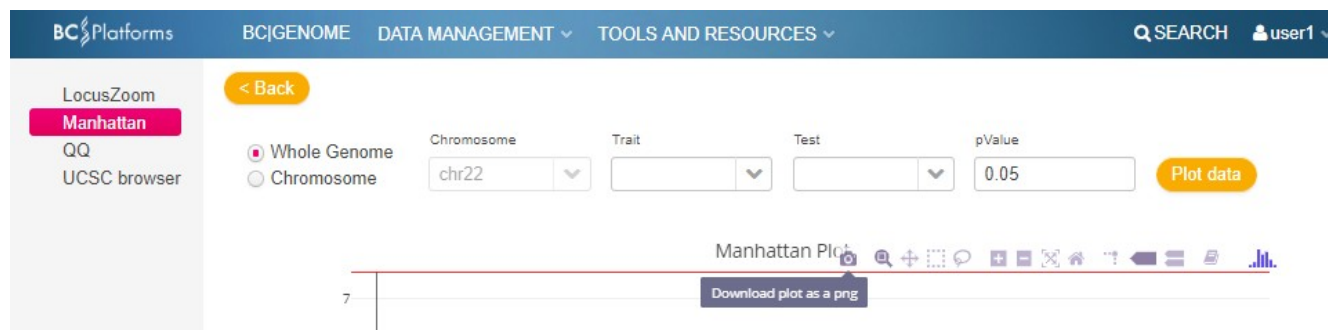 BC Platforms BC|GENOME DATA MANAGEMENT TOOLS AND RESOURCES SEARCH user1
LocusZoom
Manhattan
QQ
UCSC browser
< Back
Whole Genome
Chromosome
Chromosome
chr22
Trait
Test
pValue
0.05
Plot data
Manhattan Plot
Download plot as a png
7